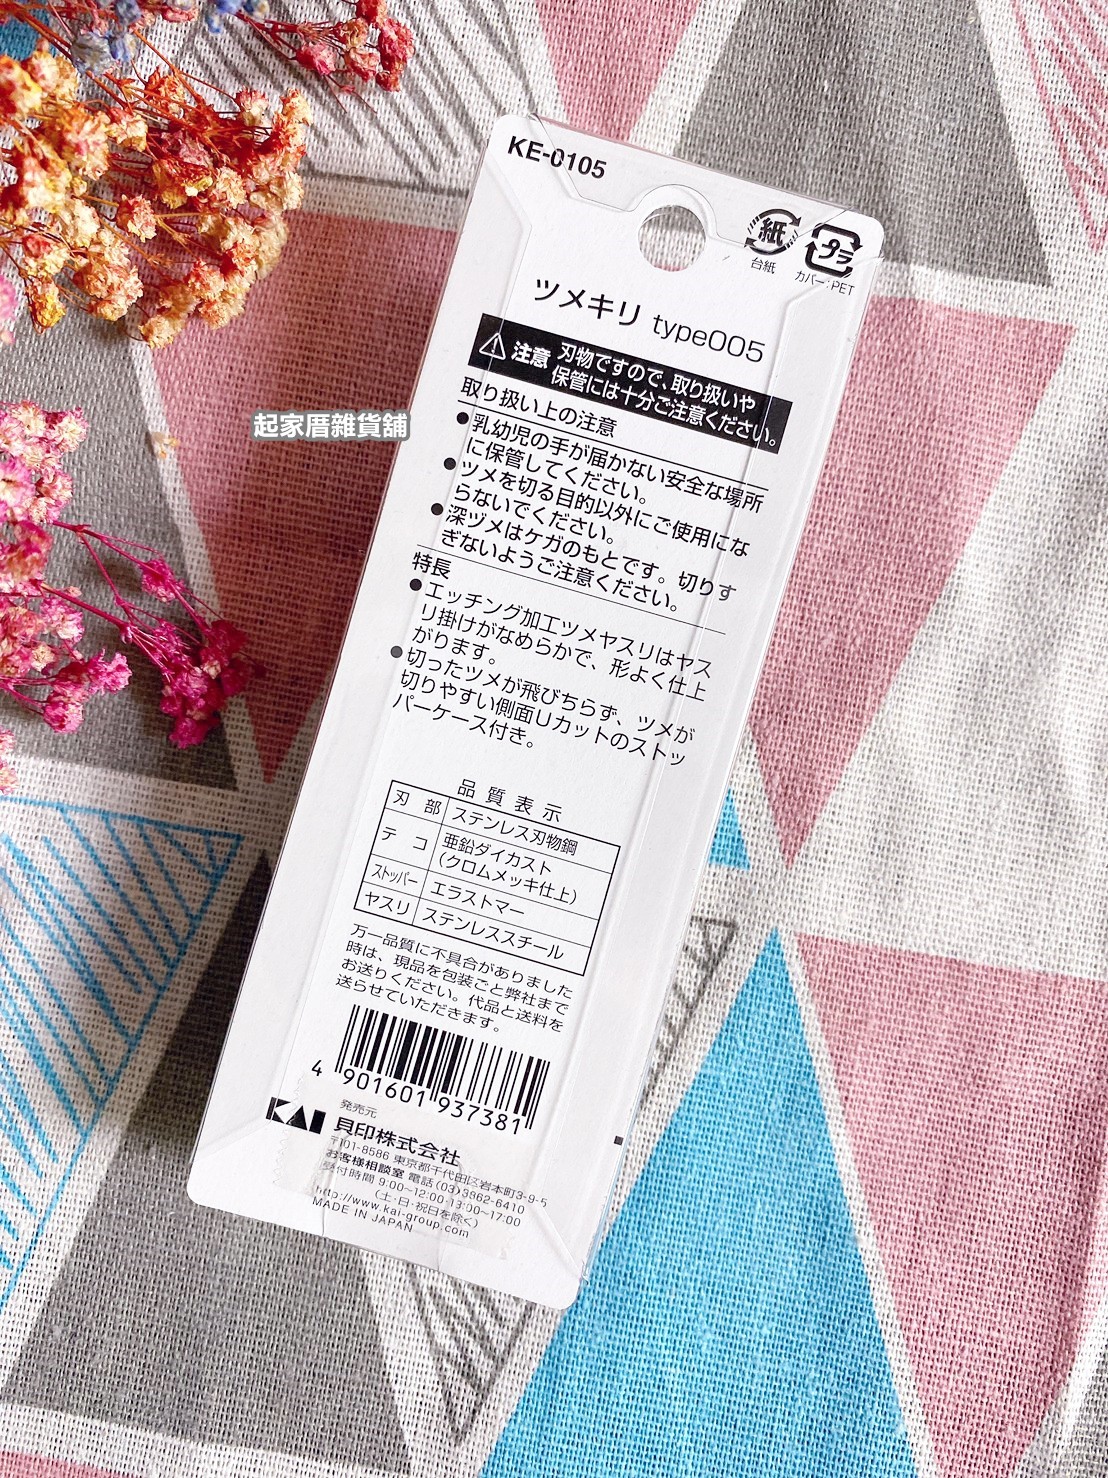 KE-0105
紙
台紙
プラ
カバー:PET
ツメキリ type005
注意 刃物ですので、取り扱いや
保管には十分ご注意ください。
取り扱い上の注意
●乳幼児の手が届かない安全な場所
に保管してください。
●ツメを切る目的以外にご使用にな
らないでください。
●深ヅメはケガのもとです。切りす
ぎないようご注意ください。
特長
●エッチング加工ツメヤスリはヤス
リ掛けがなめらかで、形よく仕上
がります。
●切ったツメが飛びちらず、ツメが
切りやすい側面Uカットのストッ
パーケース付き。
品質表示
刃部 ステンレス刃物鋼
テコ 亜鉛ダイカスト
(クロムメッキ仕上)
ストッパー エラストマー
ヤスリ ステンレススチール
万一品質に不具合がありました
時は、現品を包装ごと弊社まで
お送りください。代品と送料を
送らせていただきます。
4 901601 937381
KAI
発売元
貝印株式会社
〒101-8586 東京都千代田区岩本町3-9-5
お客様相談室 電話(03)3862-6410
受付時間 9:00~12:00・13:00~17:00
(土・日・祝日を除く)
http://www.kai-group.com
MADE IN JAPAN
起家厝雜貨舖